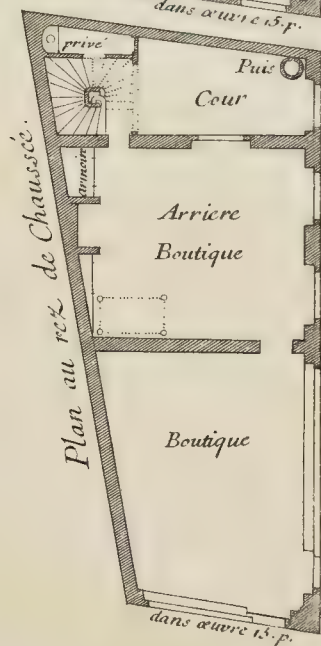 dans œuvre 15. p.
privé
Puis
Cour
armoire
Arriere
Boutique
Plan au rez de Chaussée.
Boutique
dans œuvre 15. p.